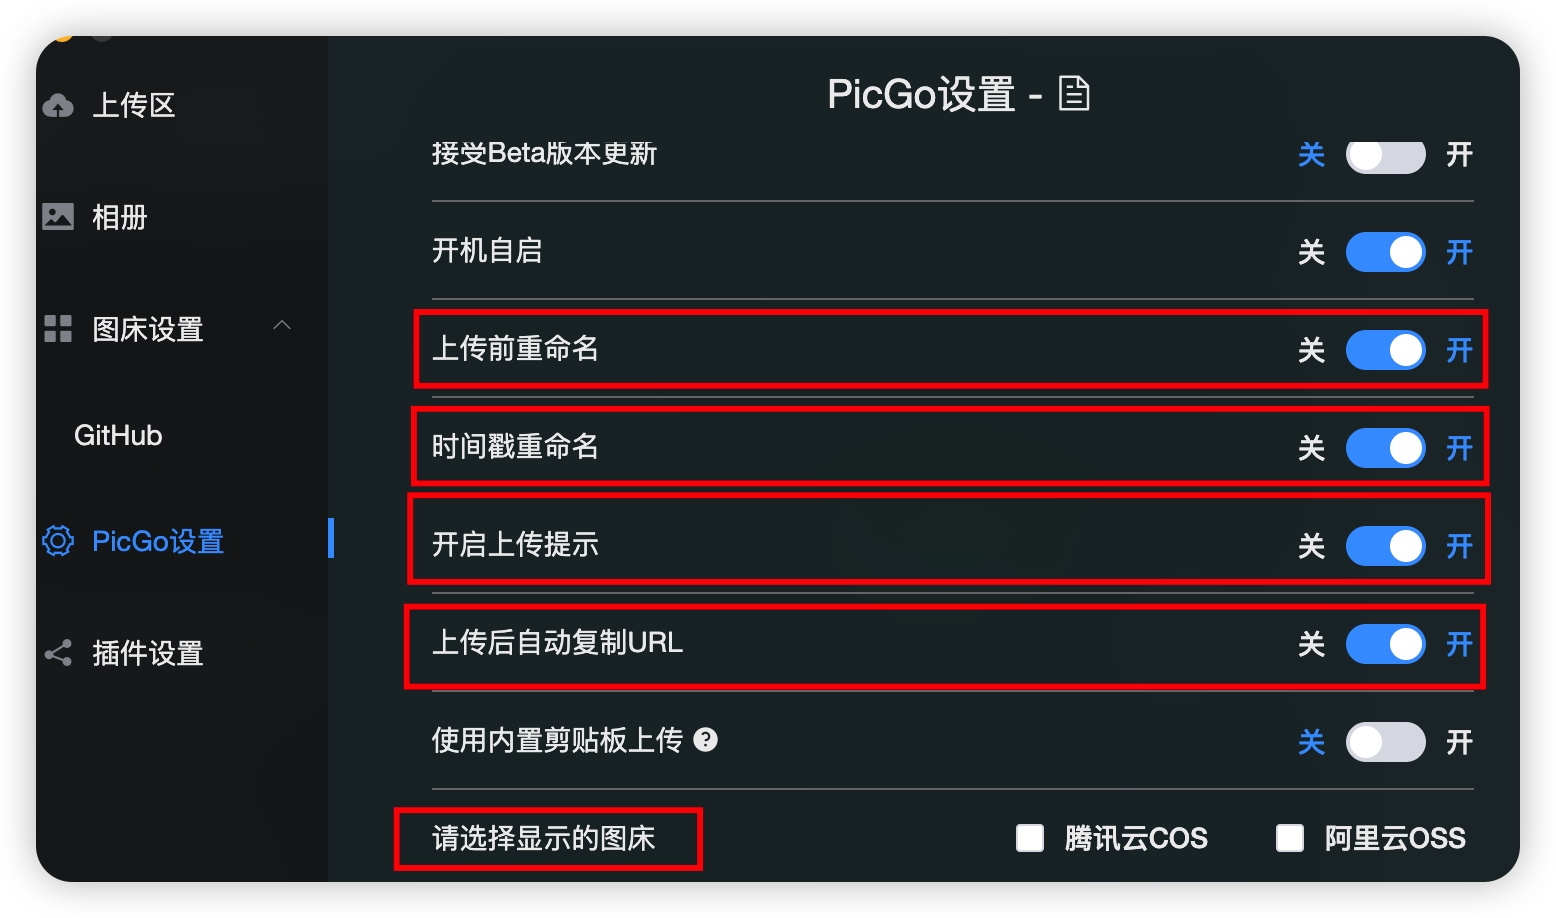 上传区
相册
图床设置
GitHub
PicGo设置
插件设置
PicGo设置 -
接受Beta版本更新 关 开
开机自启 关 开
上传前重命名 关 开
时间戳重命名 关 开
开启上传提示 关 开
上传后自动复制URL 关 开
使用内置剪贴板上传 ? 关 开
请选择显示的图床 腾讯云COS 阿里云OSS